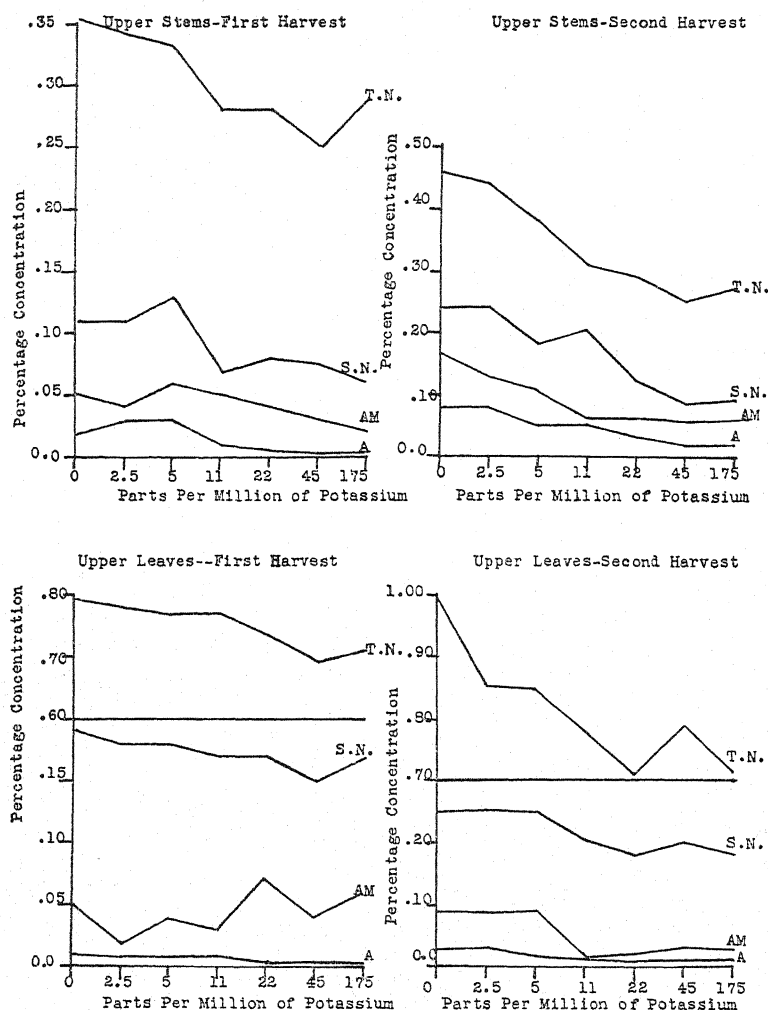 Upper Stems-First Harvest
.35
.30
.25
.20
.15
.10
.05
0.0
Percentage Concentration
T.N.
S.N.
AM
A
0 2.5 5 11 22 45 175
Parts Per Million of Potassium
Upper Stems-Second Harvest
.50
.40
.30
.20
.10
0.0
Percentage Concentration
T.N.
S.N.
AM
A
0 2.5 5 11 22 45 175
Parts Per Million of Potassium
Upper Leaves--First Harvest
.80
.70
.60
.15
.10
.05
0.0
Percentage Concentration
T.N.
S.N.
AM
A
0 2.5 5 11 22 45 175
Parts Per Million of Potassium
Upper Leaves-Second Harvest
1.00
.90
.80
.70
.20
.10
0.0
Percentage Concentration
T.N.
S.N.
AM
A
0 2.5 5 11 22 45 175
Parts Per Million of Potassium